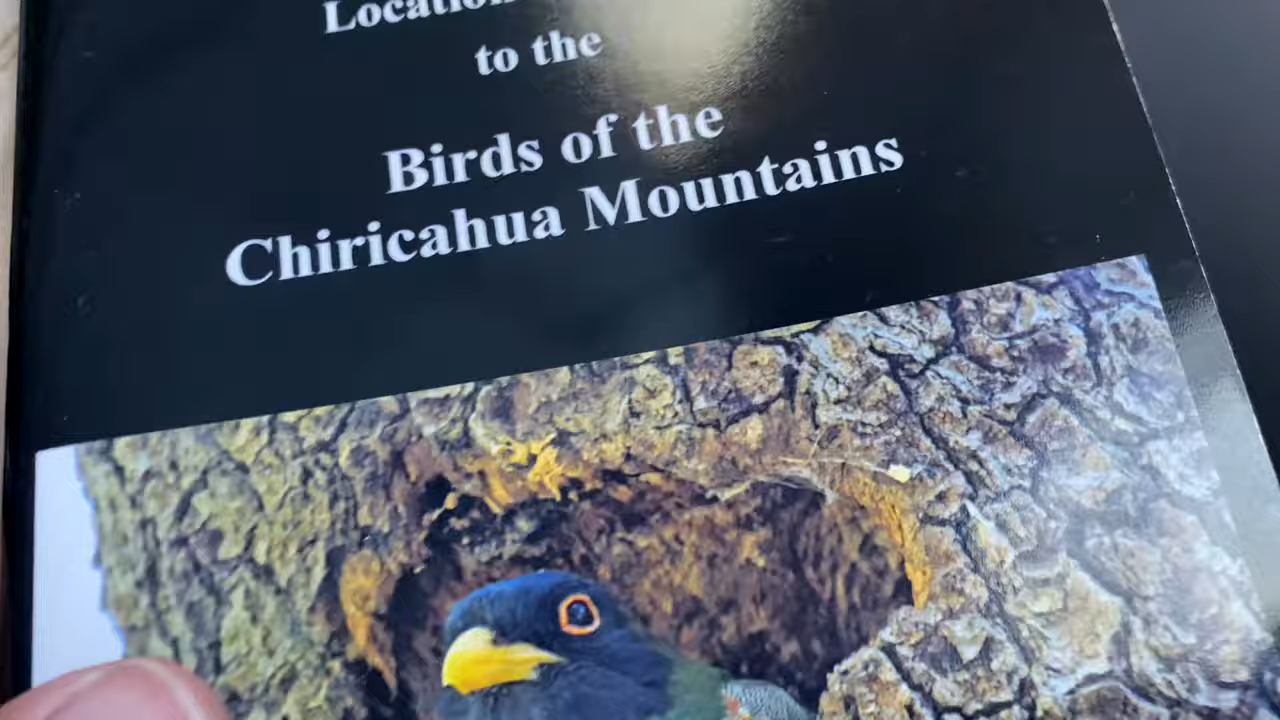 Location
to the
Birds of the
Chiricahua Mountains